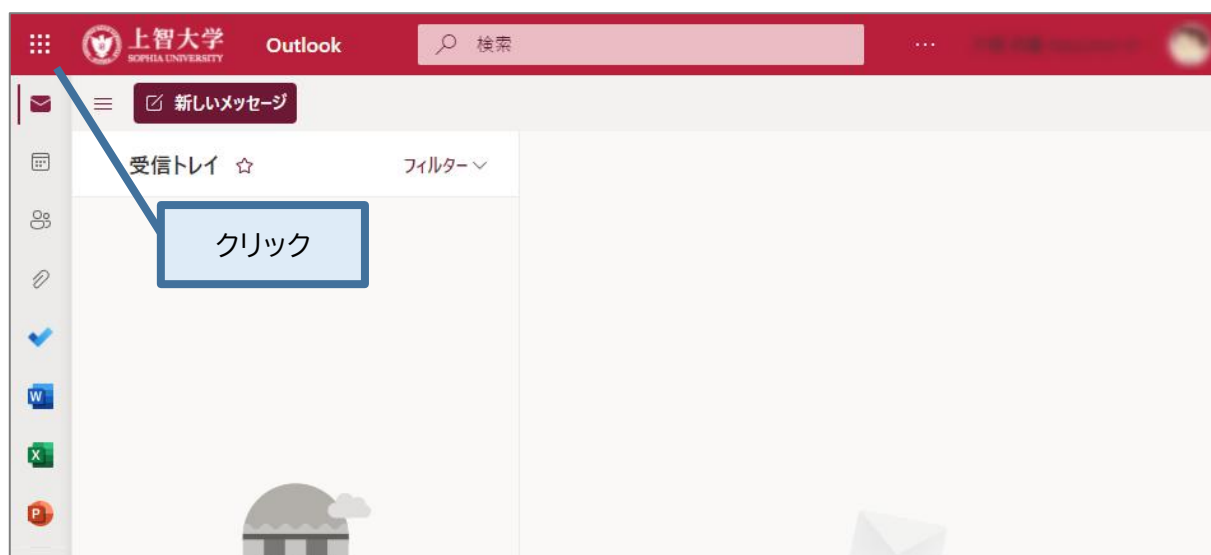 上智大学
SOPHIA UNIVERSITY
Outlook
検索
新しいメッセージ
受信トレイ
フィルター
クリック
W
X
P